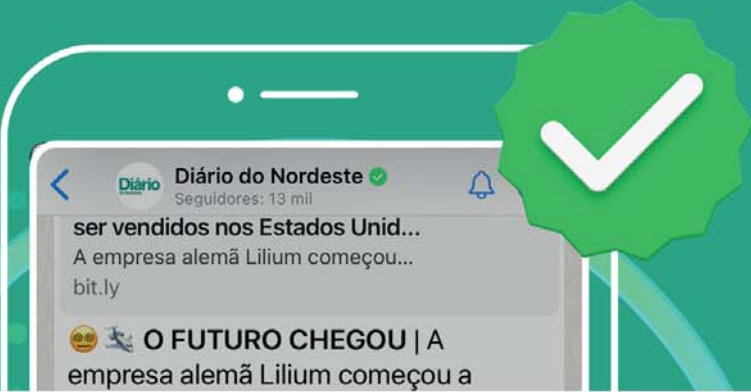 Diário
Diário do Nordeste
Seguidores: 13 mil
ser vendidos nos Estados Unid...
A empresa alemã Lilium começou...
bit.ly
O FUTURO CHEGOU | A
empresa alemã Lilium começou a